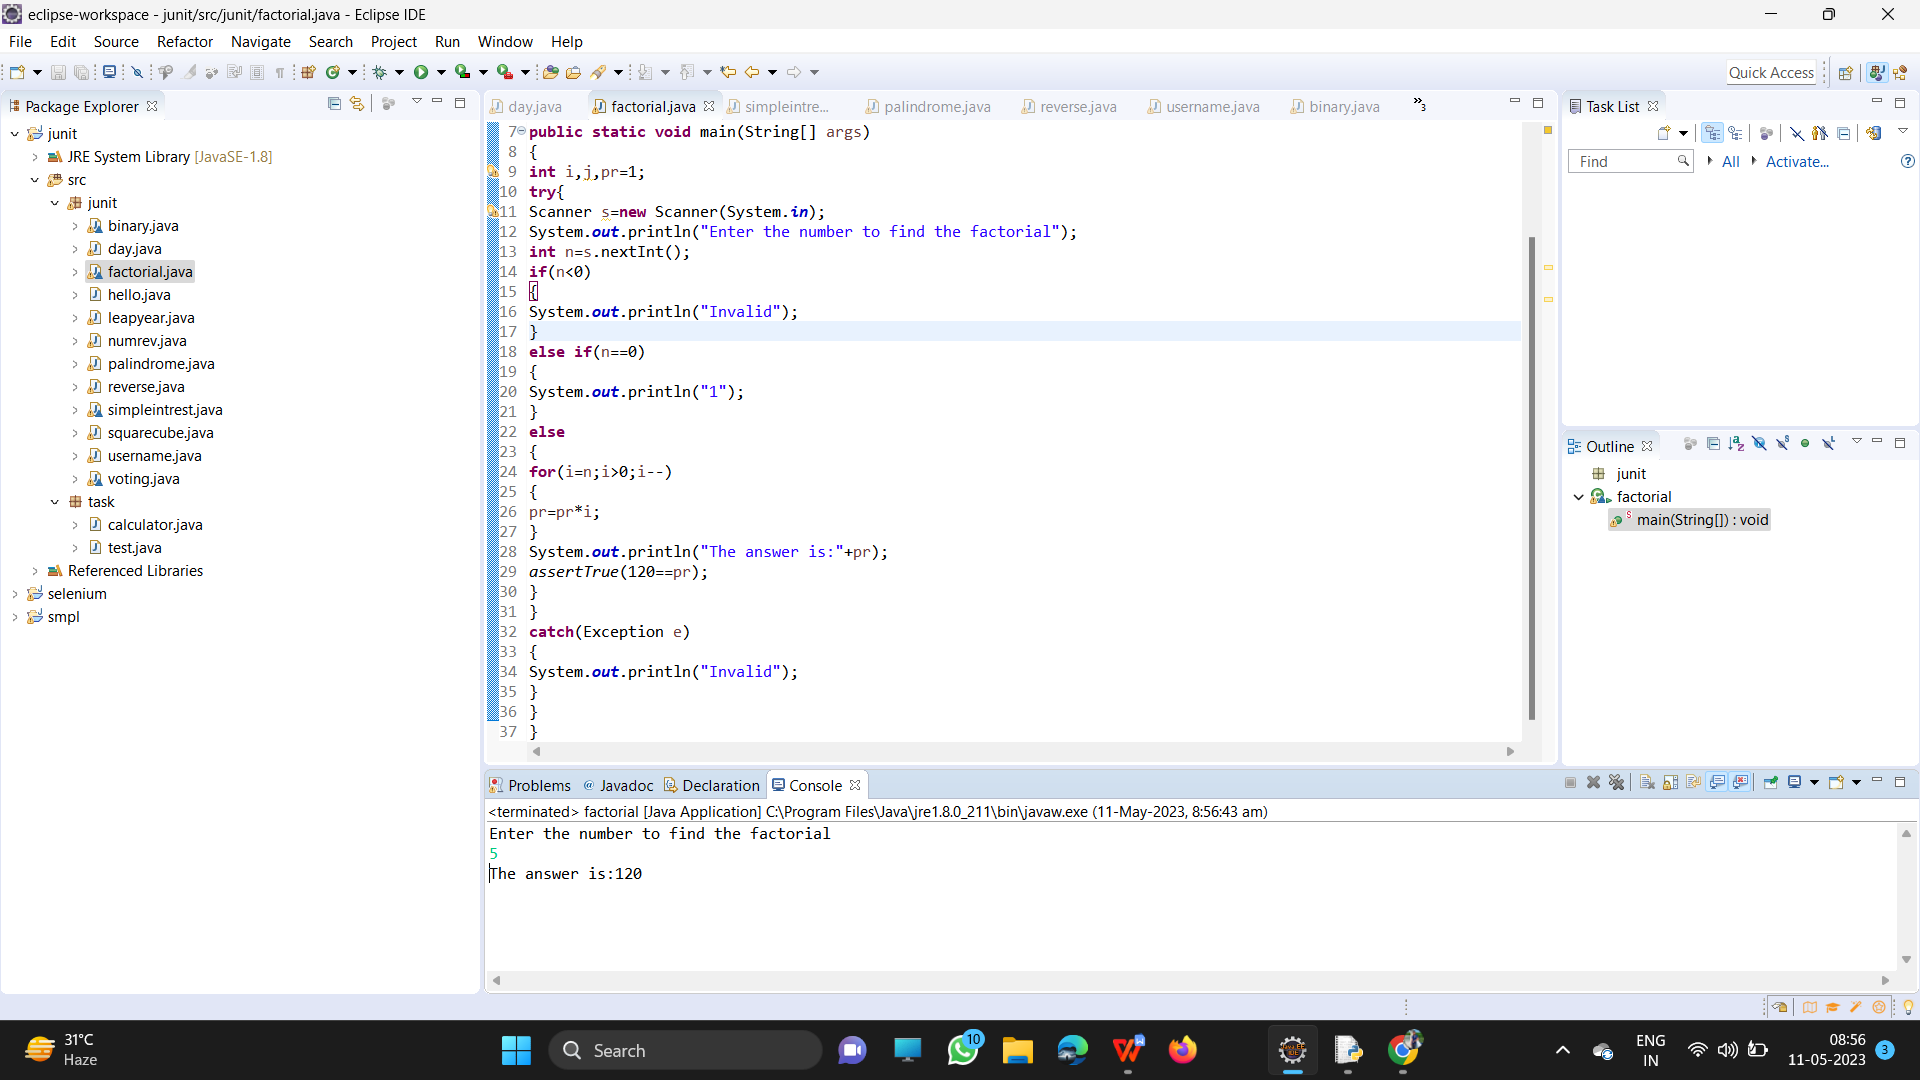 eclipse-workspace - junit/src/junit/factorial.java - Eclipse IDE
File Edit Source Refactor Navigate Search Project Run Window Help
Quick Access
Package Explorer
junit
JRE System Library [JavaSE-1.8]
src
junit
binary.java
day.java
factorial.java
hello.java
leapyear.java
numrev.java
palindrome.java
reverse.java
simpleintrest.java
squarecube.java
username.java
voting.java
task
calculator.java
test.java
Referenced Libraries
selenium
smpl
day.java factorial.java simpleintre... palindrome.java reverse.java username.java binary.java »3
7 public static void main(String[] args)
8 {
9 int i,j,pr=1;
10 try{
11 Scanner s=new Scanner(System.in);
12 System.out.println("Enter the number to find the factorial");
13 int n=s.nextInt();
14 if(n<0)
15 {
16 System.out.println("Invalid");
17 }
18 else if(n==0)
19 {
20 System.out.println("1");
21 }
22 else
23 {
24 for(i=n;i>0;i--)
25 {
26 pr=pr*i;
27 }
28 System.out.println("The answer is:"+pr);
29 assertTrue(120==pr);
30 }
31 }
32 catch(Exception e)
33 {
34 System.out.println("Invalid");
35 }
36 }
37 }
Task List
Find All Activate...
Outline
junit
factorial
main(String[]) : void
Problems Javadoc Declaration Console
<terminated> factorial [Java Application] C:\Program Files\Java\jre1.8.0_211\bin\javaw.exe (11-May-2023, 8:56:43 am)
Enter the number to find the factorial
5
The answer is:120
31°C
Haze
Search
10
ENG
IN
08:56
11-05-2023
3